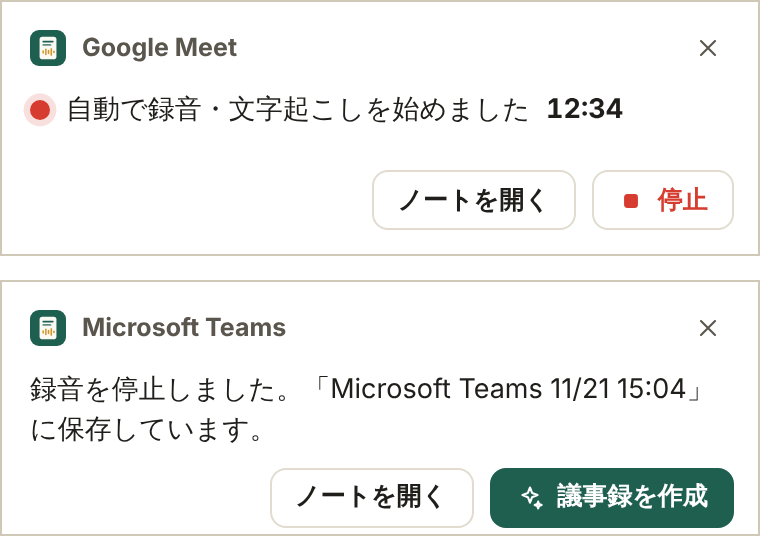 Google Meet
自動で録音・文字起こしを始めました 12:34
ノートを開く
停止
Microsoft Teams
録音を停止しました。「Microsoft Teams 11/21 15:04」
に保存しています。
ノートを開く
議事録を作成